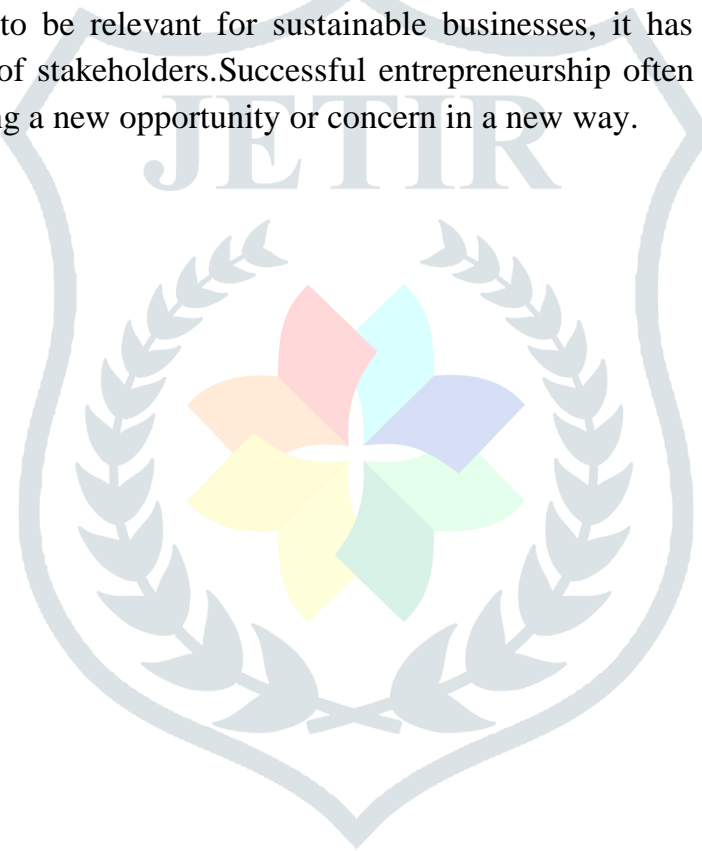 to be relevant for sustainable businesses, it has
of stakeholders.Successful entrepreneurship often
ng a new opportunity or concern in a new way.
JETIR